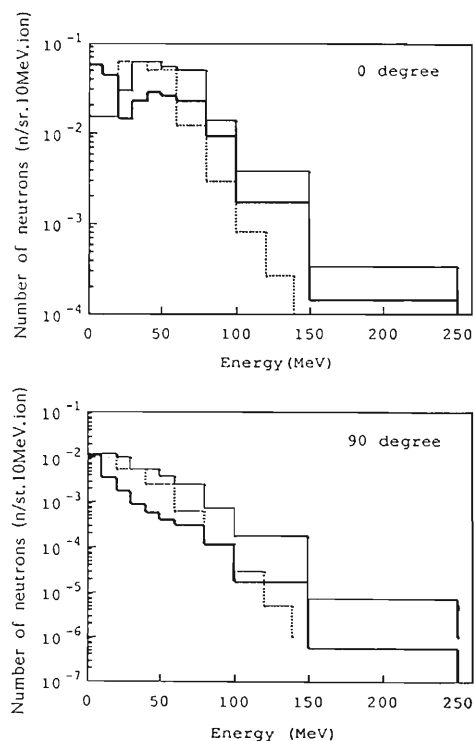 Number of neutrons (n/sr.10MeV.ion)
10⁻¹
10⁻²
10⁻³
10⁻⁴
0 degree
0 50 100 150 200 250
Energy(MeV)
Number of neutrons (n/st.10MeV.ion)
10⁻¹
10⁻²
10⁻³
10⁻⁴
10⁻⁵
10⁻⁶
10⁻⁷
90 degree
0 50 100 150 200 250
Energy (MeV)